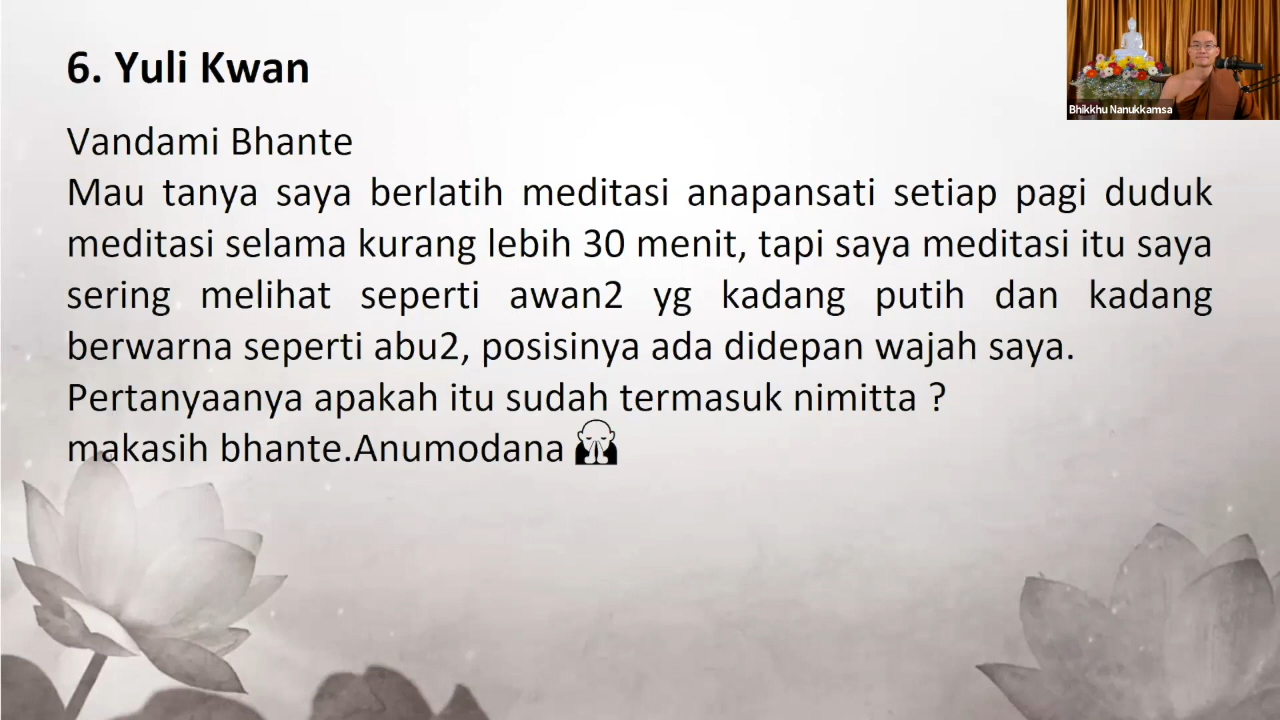 6. Yuli Kwan
Bhikkhu Nanukkamsa
Vandami Bhante
Mau tanya saya berlatih meditasi anapansati setiap pagi duduk
meditasi selama kurang lebih 30 menit, tapi saya meditasi itu saya
sering melihat seperti awan2 yg kadang putih dan kadang
berwarna seperti abu2, posisinya ada didepan wajah saya.
Pertanyaanya apakah itu sudah termasuk nimitta ?
makasih bhante.Anumodana